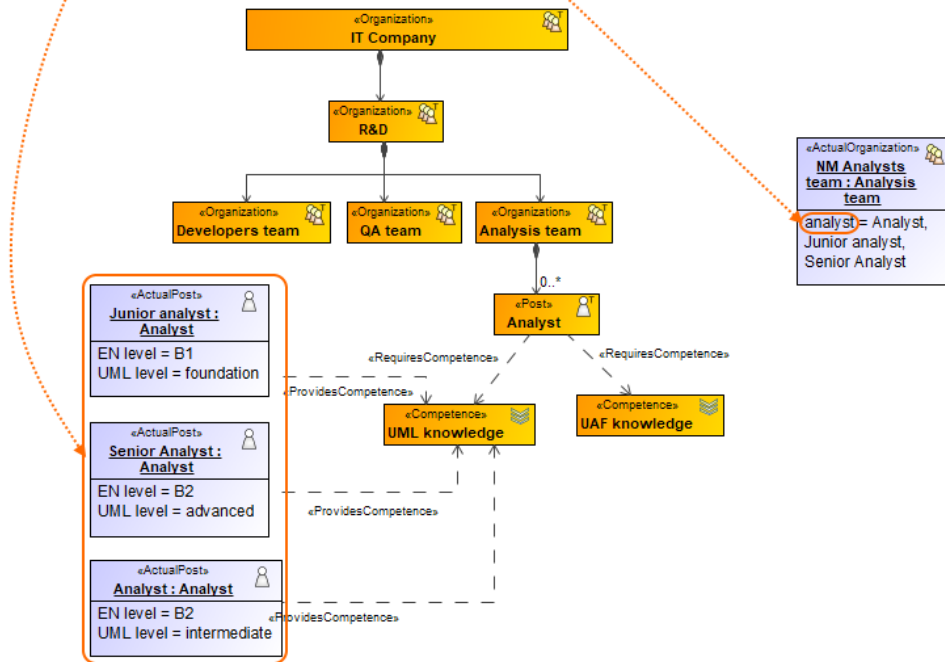 «Organization»
IT Company
«Organization»
R&D
«Organization»
Developers team
«Organization»
QA team
«Organization»
Analysis team
«ActualOrganization»
NM Analysts
team : Analysis
team
analyst = Analyst,
Junior analyst,
Senior Analyst
0..*
«Post»
Analyst
«ActualPost»
Junior analyst :
Analyst
EN level = B1
UML level = foundation
«RequiresCompetence»
«RequiresCompetence»
«ProvidesCompetence»
«Competence»
UML knowledge
«Competence»
UAF knowledge
«ActualPost»
Senior Analyst :
Analyst
EN level = B2
UML level = advanced
«ProvidesCompetence»
«ActualPost»
Analyst : Analyst
EN level = B2
UML level = intermediate
«ProvidesCompetence»